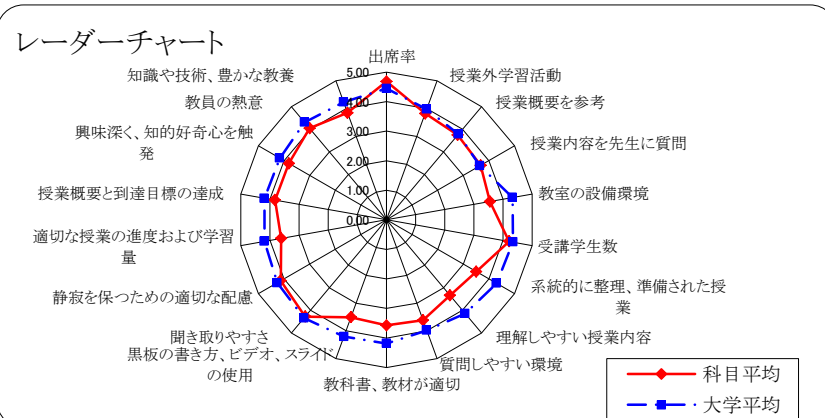 レーダーチャート
出席率
授業外学習活動
授業概要を参考
授業内容を先生に質問
教室の設備環境
受講学生数
系統的に整理、準備された授
業
理解しやすい授業内容
質問しやすい環境
教科書、教材が適切
黒板の書き方、ビデオ、スライド
の使用
聞き取りやすさ
静寂を保つための適切な配慮
適切な授業の進度および学習
量
授業概要と到達目標の達成
興味深く、知的好奇心を触
発
教員の熱意
知識や技術、豊かな教養
5.00
4.00
3.00
2.00
1.00
0.00
科目平均
大学平均